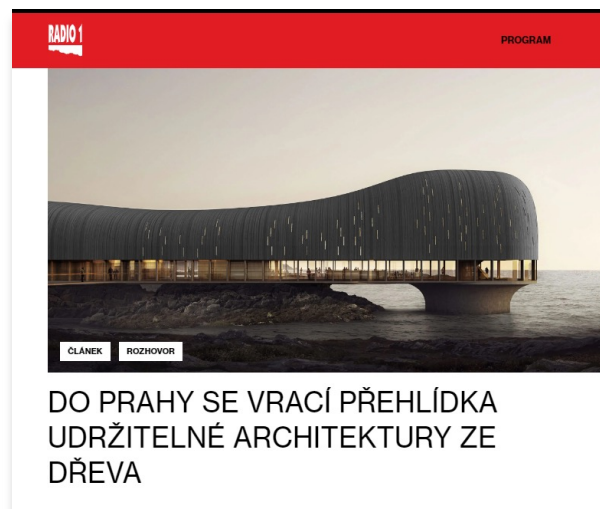 RADIO 1
PROGRAM
ČLÁNEK
ROZHOVOR
DO PRAHY SE VRACÍ PŘEHLÍDKA
UDRŽITELNÉ ARCHITEKTURY ZE
DŘEVA